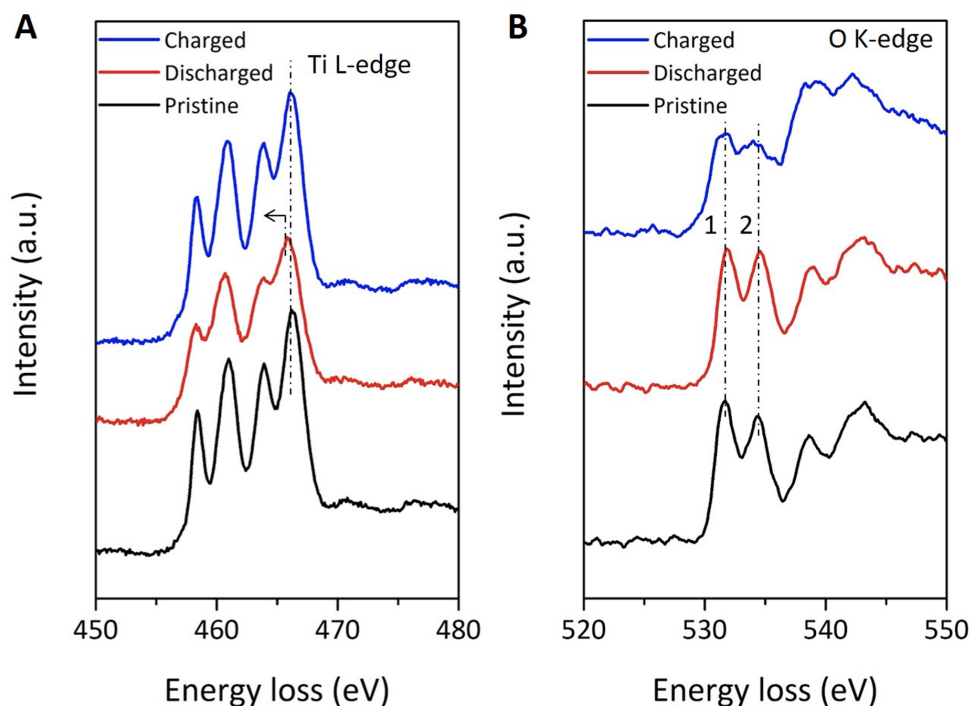 A
Charged
Discharged
Pristine
Ti L-edge
Intensity (a.u.)
450
460
470
480
Energy loss (eV)
B
Charged
Discharged
Pristine
O K-edge
1
2
Intensity (a.u.)
520
530
540
550
Energy loss (eV)